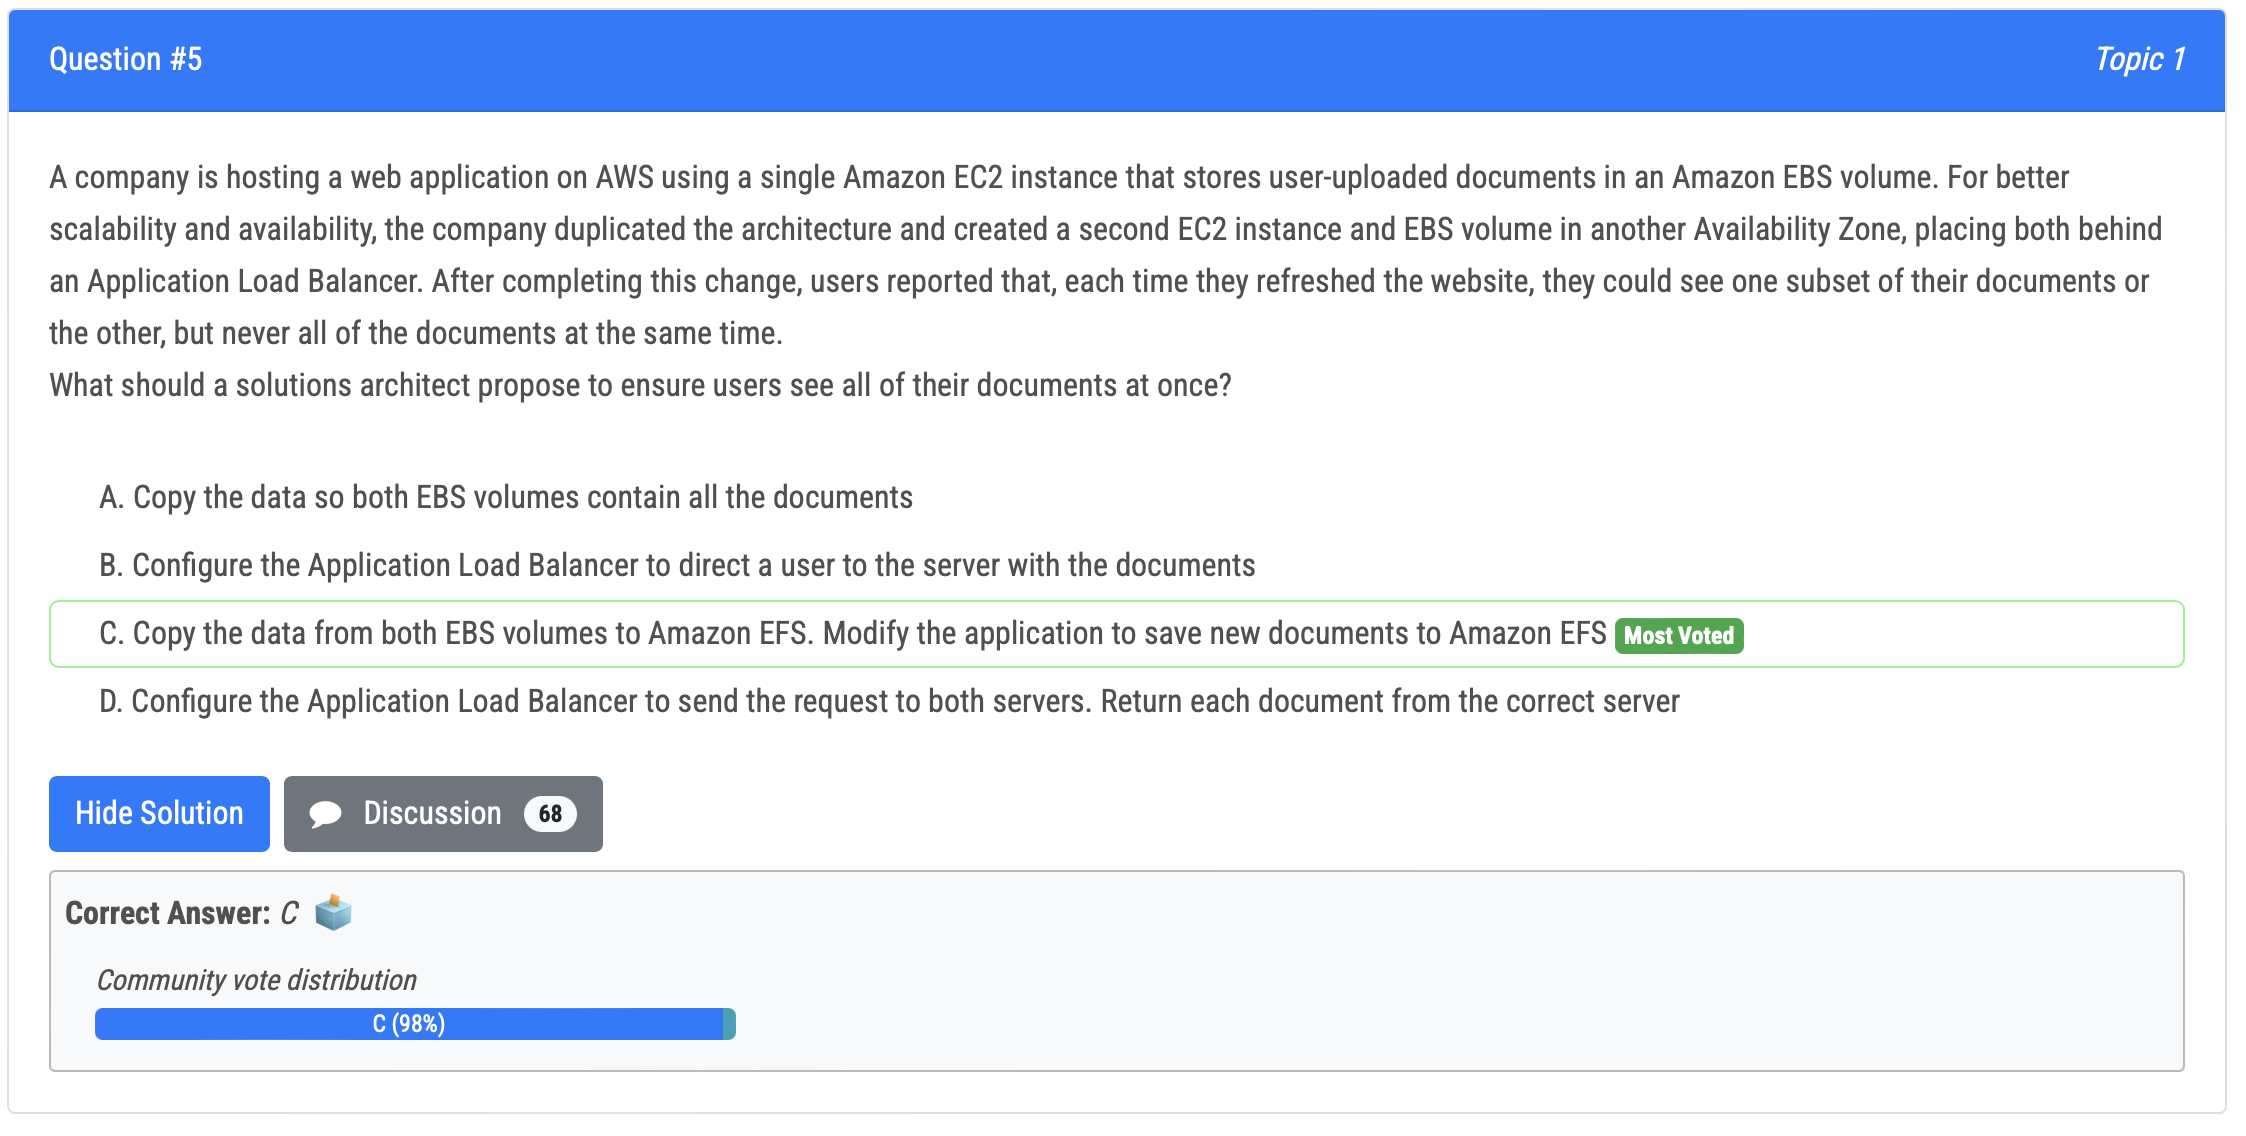 Question #5
Topic 1
A company is hosting a web application on AWS using a single Amazon EC2 instance that stores user-uploaded documents in an Amazon EBS volume. For better
scalability and availability, the company duplicated the architecture and created a second EC2 instance and EBS volume in another Availability Zone, placing both behind
an Application Load Balancer. After completing this change, users reported that, each time they refreshed the website, they could see one subset of their documents or
the other, but never all of the documents at the same time.
What should a solutions architect propose to ensure users see all of their documents at once?
A. Copy the data so both EBS volumes contain all the documents
B. Configure the Application Load Balancer to direct a user to the server with the documents
C. Copy the data from both EBS volumes to Amazon EFS. Modify the application to save new documents to Amazon EFS Most Voted
D. Configure the Application Load Balancer to send the request to both servers. Return each document from the correct server
Hide Solution
Discussion 68
Correct Answer: C
Community vote distribution
C (98%)